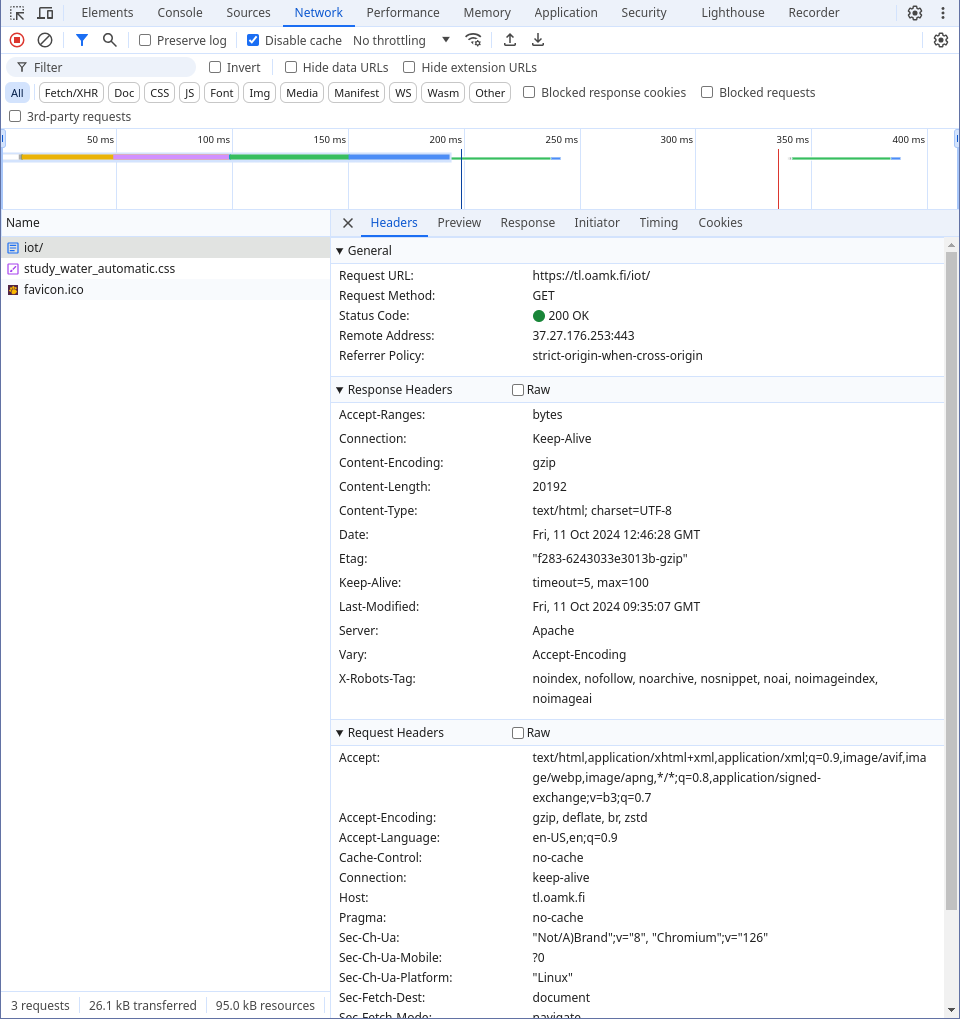 Elements Console Sources Network Performance Memory Application Security Lighthouse Recorder
Preserve log Disable cache No throttling
Filter Invert Hide data URLs Hide extension URLs
All Fetch/XHR Doc CSS JS Font Img Media Manifest WS Wasm Other Blocked response cookies Blocked requests
3rd-party requests
50 ms 100 ms 150 ms 200 ms 250 ms 300 ms 350 ms 400 ms
Name
iot/
study_water_automatic.css
favicon.ico
Headers Preview Response Initiator Timing Cookies
General
Request URL: https://tl.oamk.fi/iot/
Request Method: GET
Status Code: 200 OK
Remote Address: 37.27.176.253:443
Referrer Policy: strict-origin-when-cross-origin
Response Headers Raw
Accept-Ranges: bytes
Connection: Keep-Alive
Content-Encoding: gzip
Content-Length: 20192
Content-Type: text/html; charset=UTF-8
Date: Fri, 11 Oct 2024 12:46:28 GMT
Etag: "f283-6243033e3013b-gzip"
Keep-Alive: timeout=5, max=100
Last-Modified: Fri, 11 Oct 2024 09:35:07 GMT
Server: Apache
Vary: Accept-Encoding
X-Robots-Tag: noindex, nofollow, noarchive, nosnippet, noai, noimageindex,
noimageai
Request Headers Raw
Accept: text/html,application/xhtml+xml,application/xml;q=0.9,image/avif,ima
ge/webp,image/apng,*/*;q=0.8,application/signed-
exchange;v=b3;q=0.7
Accept-Encoding: gzip, deflate, br, zstd
Accept-Language: en-US,en;q=0.9
Cache-Control: no-cache
Connection: keep-alive
Host: tl.oamk.fi
Pragma: no-cache
Sec-Ch-Ua: "Not/A)Brand";v="8", "Chromium";v="126"
Sec-Ch-Ua-Mobile: ?0
Sec-Ch-Ua-Platform: "Linux"
Sec-Fetch-Dest: document
Sec-Fetch-Mode: navigate
3 requests 26.1 kB transferred 95.0 kB resources